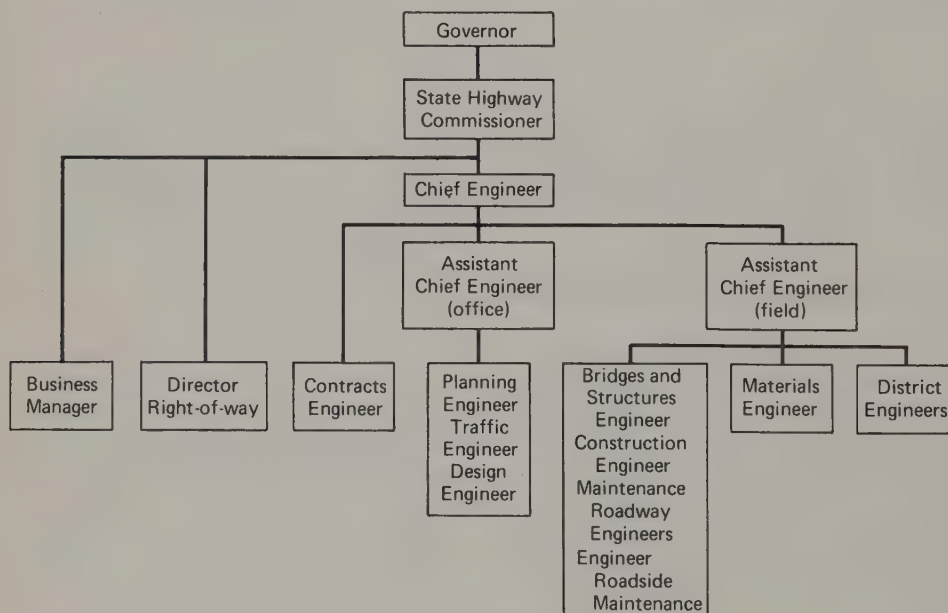 Governor
State Highway
Commissioner
Chief Engineer
Assistant
Chief Engineer
(office)
Assistant
Chief Engineer
(field)
Business
Manager
Director
Right-of-way
Contracts
Engineer
Planning
Engineer
Traffic
Engineer
Design
Engineer
Bridges and
Structures
Engineer
Construction
Engineer
Maintenance
Roadway
Engineers
Engineer
Roadside
Maintenance
Materials
Engineer
District
Engineers